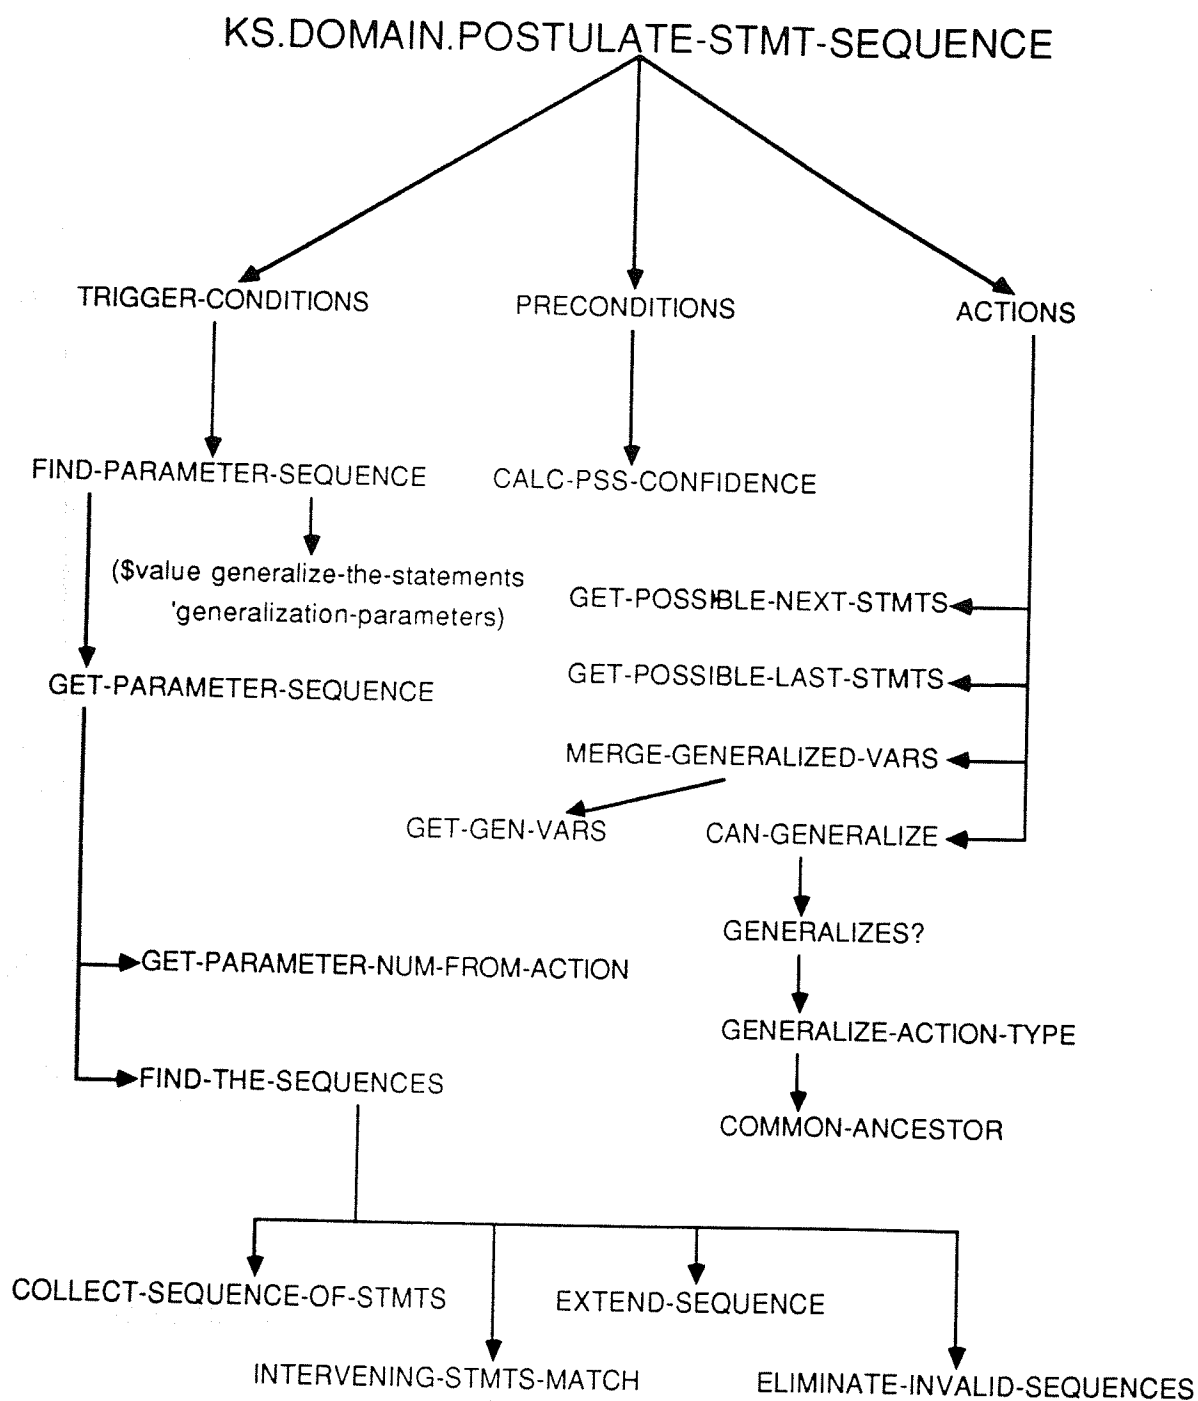 KS.DOMAIN.POSTULATE-STMT-SEQUENCE
TRIGGER-CONDITIONS
PRECONDITIONS
ACTIONS
FIND-PARAMETER-SEQUENCE
CALC-PSS-CONFIDENCE
($value generalize-the-statements
'generalization-parameters)
GET-POSSIBLE-NEXT-STMTS
GET-POSSIBLE-LAST-STMTS
GET-PARAMETER-SEQUENCE
MERGE-GENERALIZED-VARS
GET-GEN-VARS
CAN-GENERALIZE
GENERALIZES?
GET-PARAMETER-NUM-FROM-ACTION
GENERALIZE-ACTION-TYPE
FIND-THE-SEQUENCES
COMMON-ANCESTOR
COLLECT-SEQUENCE-OF-STMTS
EXTEND-SEQUENCE
INTERVENING-STMTS-MATCH
ELIMINATE-INVALID-SEQUENCES